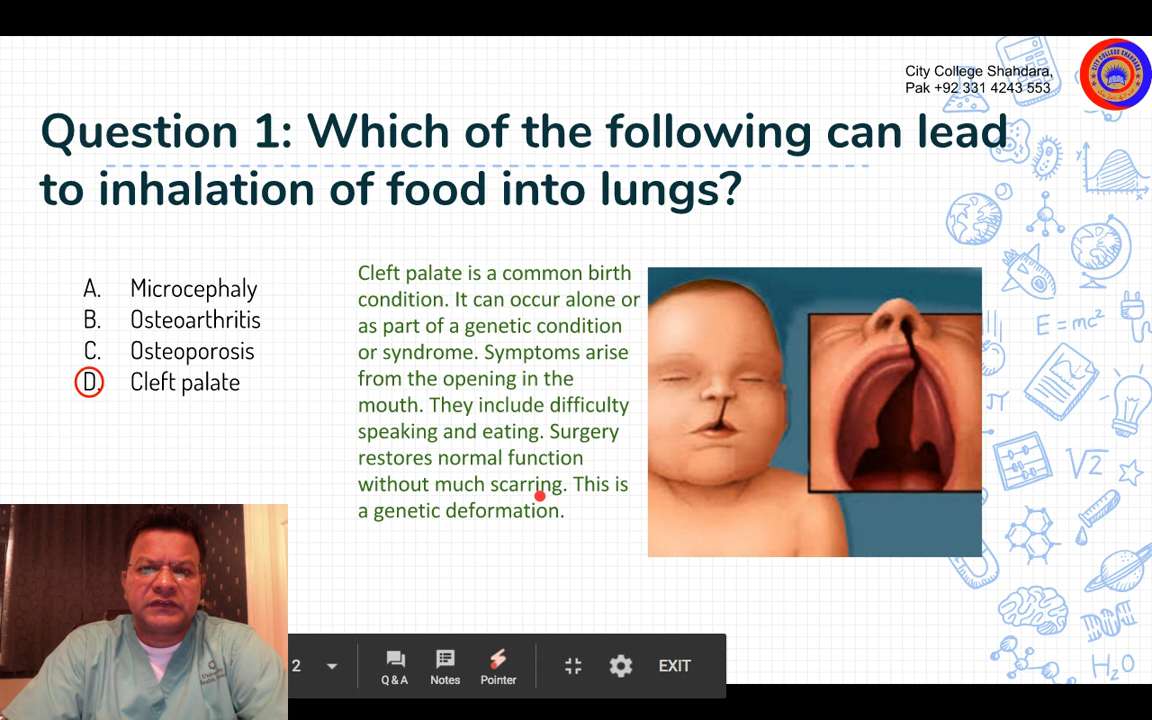 City College Shahdara,
Pak +92 331 4243 553
CITY COLLEGE SHAHDARA
Question 1: Which of the following can lead
to inhalation of food into lungs?
A. Microcephaly
B. Osteoarthritis
C. Osteoporosis
D. Cleft palate
Cleft palate is a common birth
condition. It can occur alone or
as part of a genetic condition
or syndrome. Symptoms arise
from the opening in the
mouth. They include difficulty
speaking and eating. Surgery
restores normal function
without much scarring. This is
a genetic deformation.
y
x
E = mc²
π
√2
H₂O
2
Q & A
Notes
Pointer
EXIT